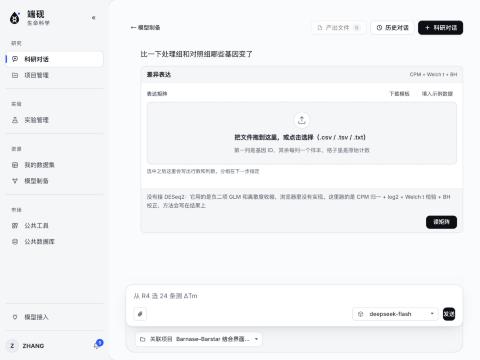 端砚
生命科学
«
研究
科研对话
项目管理
实验
实验管理
资源
我的数据集
模型制备
市场
公共工具
公共数据库
模型接入
Z ZHANG
← 模型制备
产出文件 0
历史对话
+ 科研对话
比一下处理组和对照组哪些基因变了
差异表达
CPM + Welch t + BH
表达矩阵
下载模板
填入示例数据
把文件拖到这里，或点击选择（.csv / .tsv / .txt）
第一列是基因 ID，其余每列一个样本，格子里是原始计数
选中之后这里会写出行数和列数，分组在下一步指定
没有接 DESeq2：它用的是负二项 GLM 和离散度收缩，浏览器里没有实现。这里跑的是 CPM 归一 + log2 + Welch t 检验 + BH
校正，方法会写在结果上
读矩阵
从 R4 选 24 条测 ΔTm
deepseek-flash
发送
关联项目 Barnase-Barstar 结合界面...